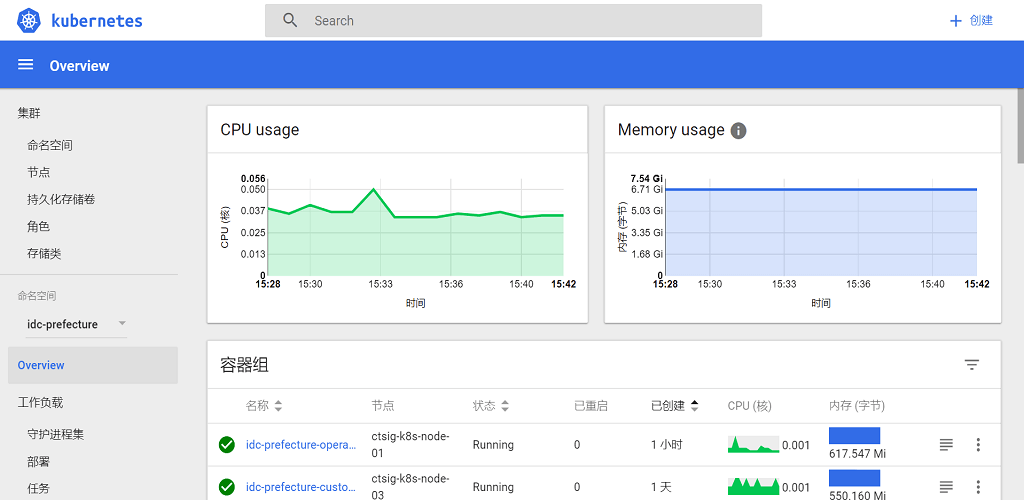 kubernetes
Search
创建
Overview
集群
命名空间
节点
持久化存储卷
角色
存储类
命名空间
idc-prefecture
Overview
工作负载
守护进程集
部署
任务
CPU usage
CPU (核)
0.056
0.050
0.037
0.025
0.013
0
15:28
15:30
15:33
15:36
15:40
15:42
时间
Memory usage
内存 (字节)
7.54 Gi
6.71 Gi
5.03 Gi
3.35 Gi
1.68 Gi
0
15:28
15:30
15:33
15:36
15:40
15:42
时间
容器组
名称 节点 状态 已重启 已创建 CPU (核) 内存 (字节)
idc-prefecture-opera... ctsig-k8s-node-
01 Running 0 1 小时 0.001 617.547 Mi
idc-prefecture-custo... ctsig-k8s-node-
03 Running 0 1 天 0.001 550.160 Mi